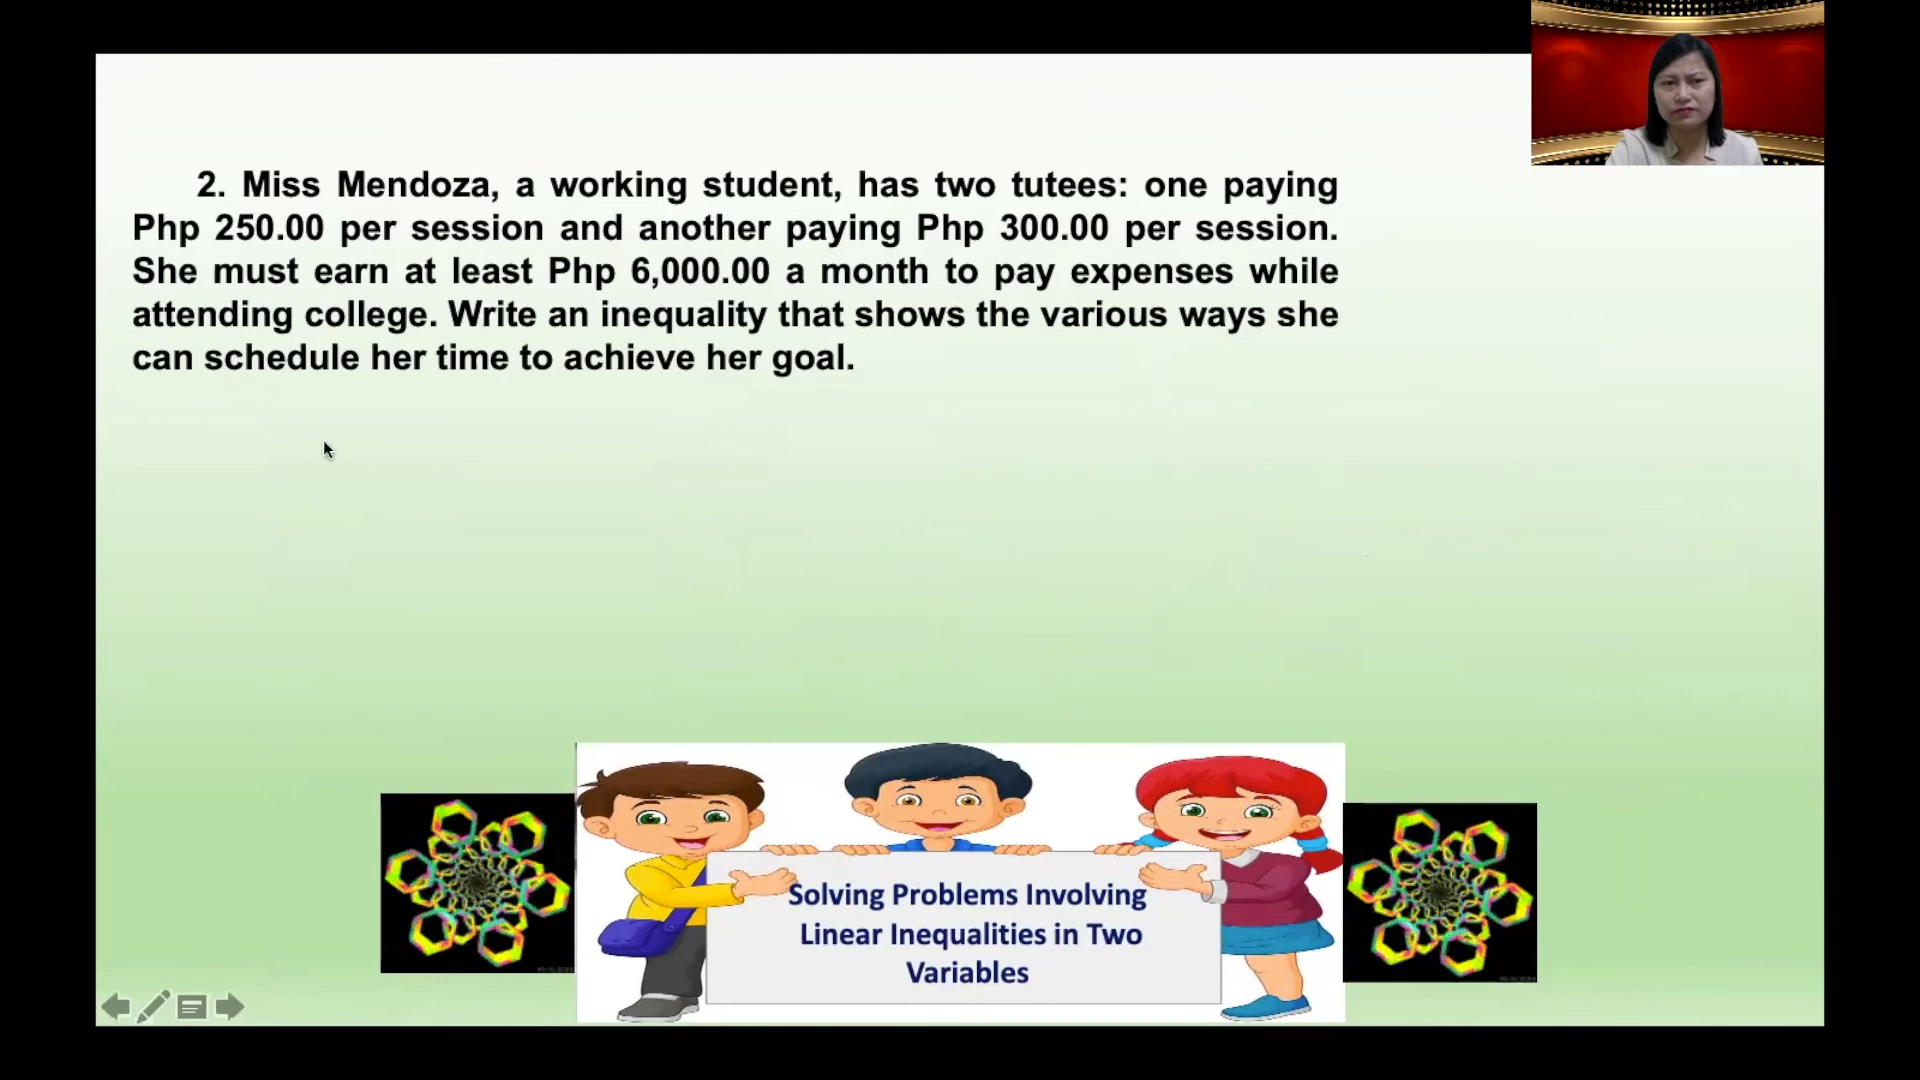 2. Miss Mendoza, a working student, has two tutees: one paying
Php 250.00 per session and another paying Php 300.00 per session.
She must earn at least Php 6,000.00 a month to pay expenses while
attending college. Write an inequality that shows the various ways she
can schedule her time to achieve her goal.
Solving Problems Involving
Linear Inequalities in Two
Variables